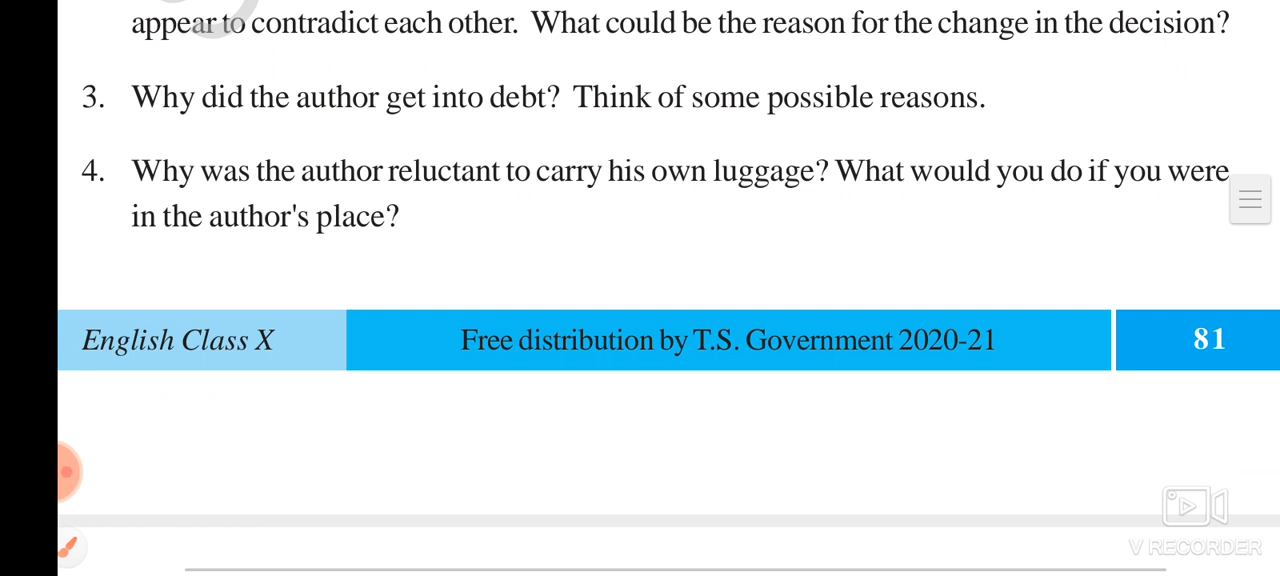 appear to contradict each other. What could be the reason for the change in the decision?
3. Why did the author get into debt? Think of some possible reasons.
4. Why was the author reluctant to carry his own luggage? What would you do if you were
in the author's place?
English Class X Free distribution by T.S. Government 2020-21 81
V RECORDER